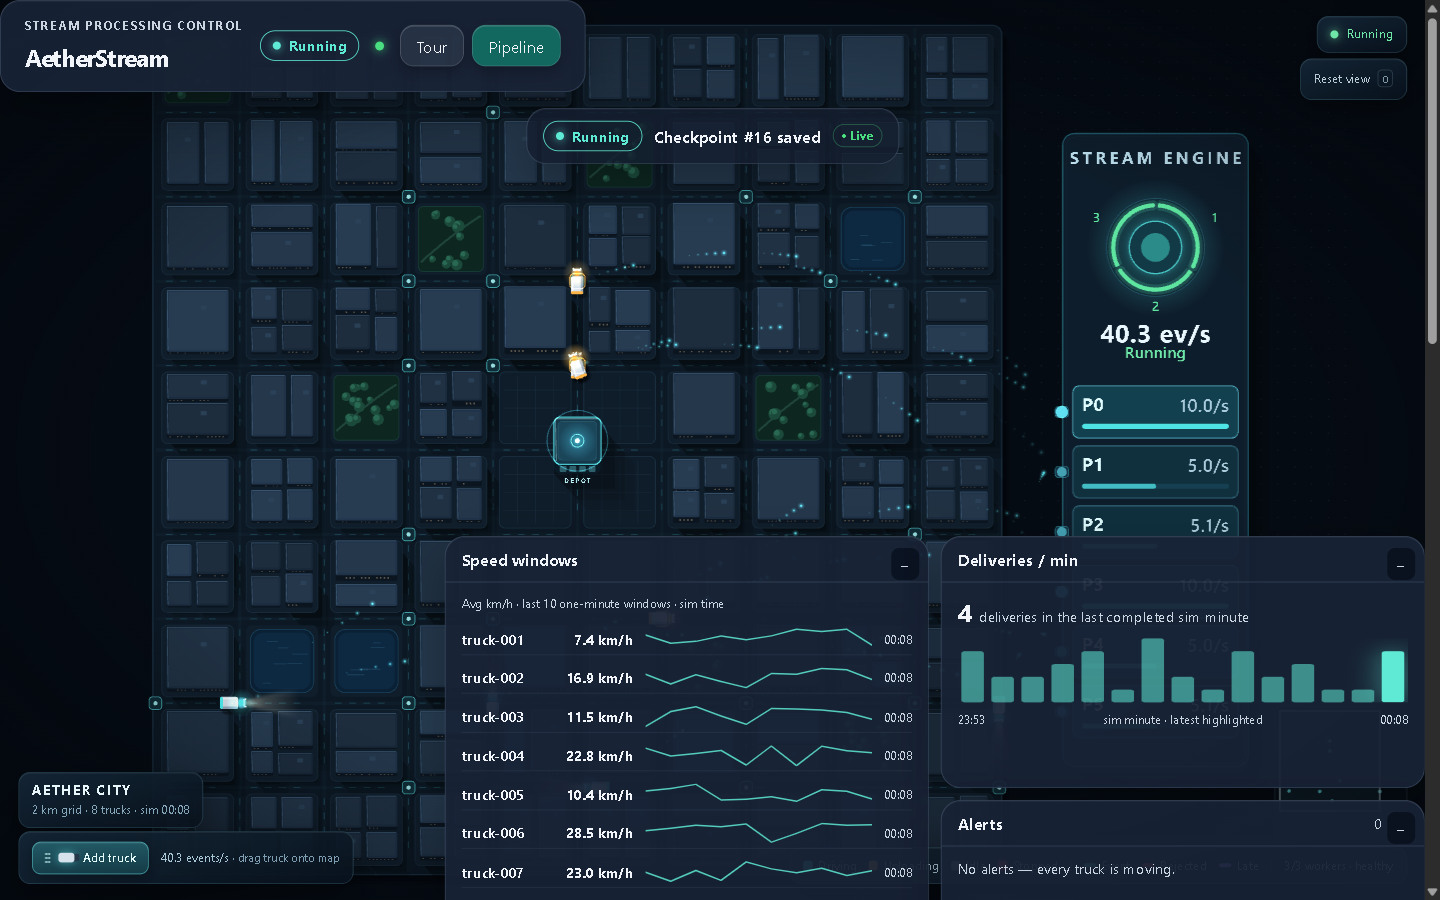 STREAM PROCESSING CONTROL
AetherStream
Running
Tour
Pipeline
Running
Reset view 0
Running Checkpoint #16 saved • Live
STREAM ENGINE
3
1
2
40.3 ev/s
Running
P0 10.0/s
P1 5.0/s
P2 5.1/s
P3 10.0/s
P4 5.0/s
DEPOT
Speed windows –
Avg km/h · last 10 one-minute windows · sim time
truck-001 7.4 km/h 00:08
truck-002 16.9 km/h 00:08
truck-003 11.5 km/h 00:08
truck-004 22.8 km/h 00:08
truck-005 10.4 km/h 00:08
truck-006 28.5 km/h 00:08
truck-007 23.0 km/h 00:08
Deliveries / min –
4 deliveries in the last completed sim minute
23:53 sim minute · latest highlighted 00:08
Alerts 0 –
No alerts — every truck is moving.
AETHER CITY
2 km grid · 8 trucks · sim 00:08
Add truck 40.3 events/s · drag truck onto map